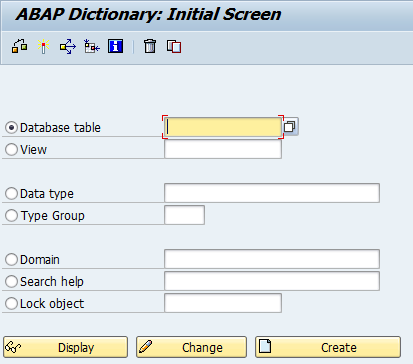 ABAP Dictionary: Initial Screen
Database table
View
Data type
Type Group
Domain
Search help
Lock object
Display Change Create